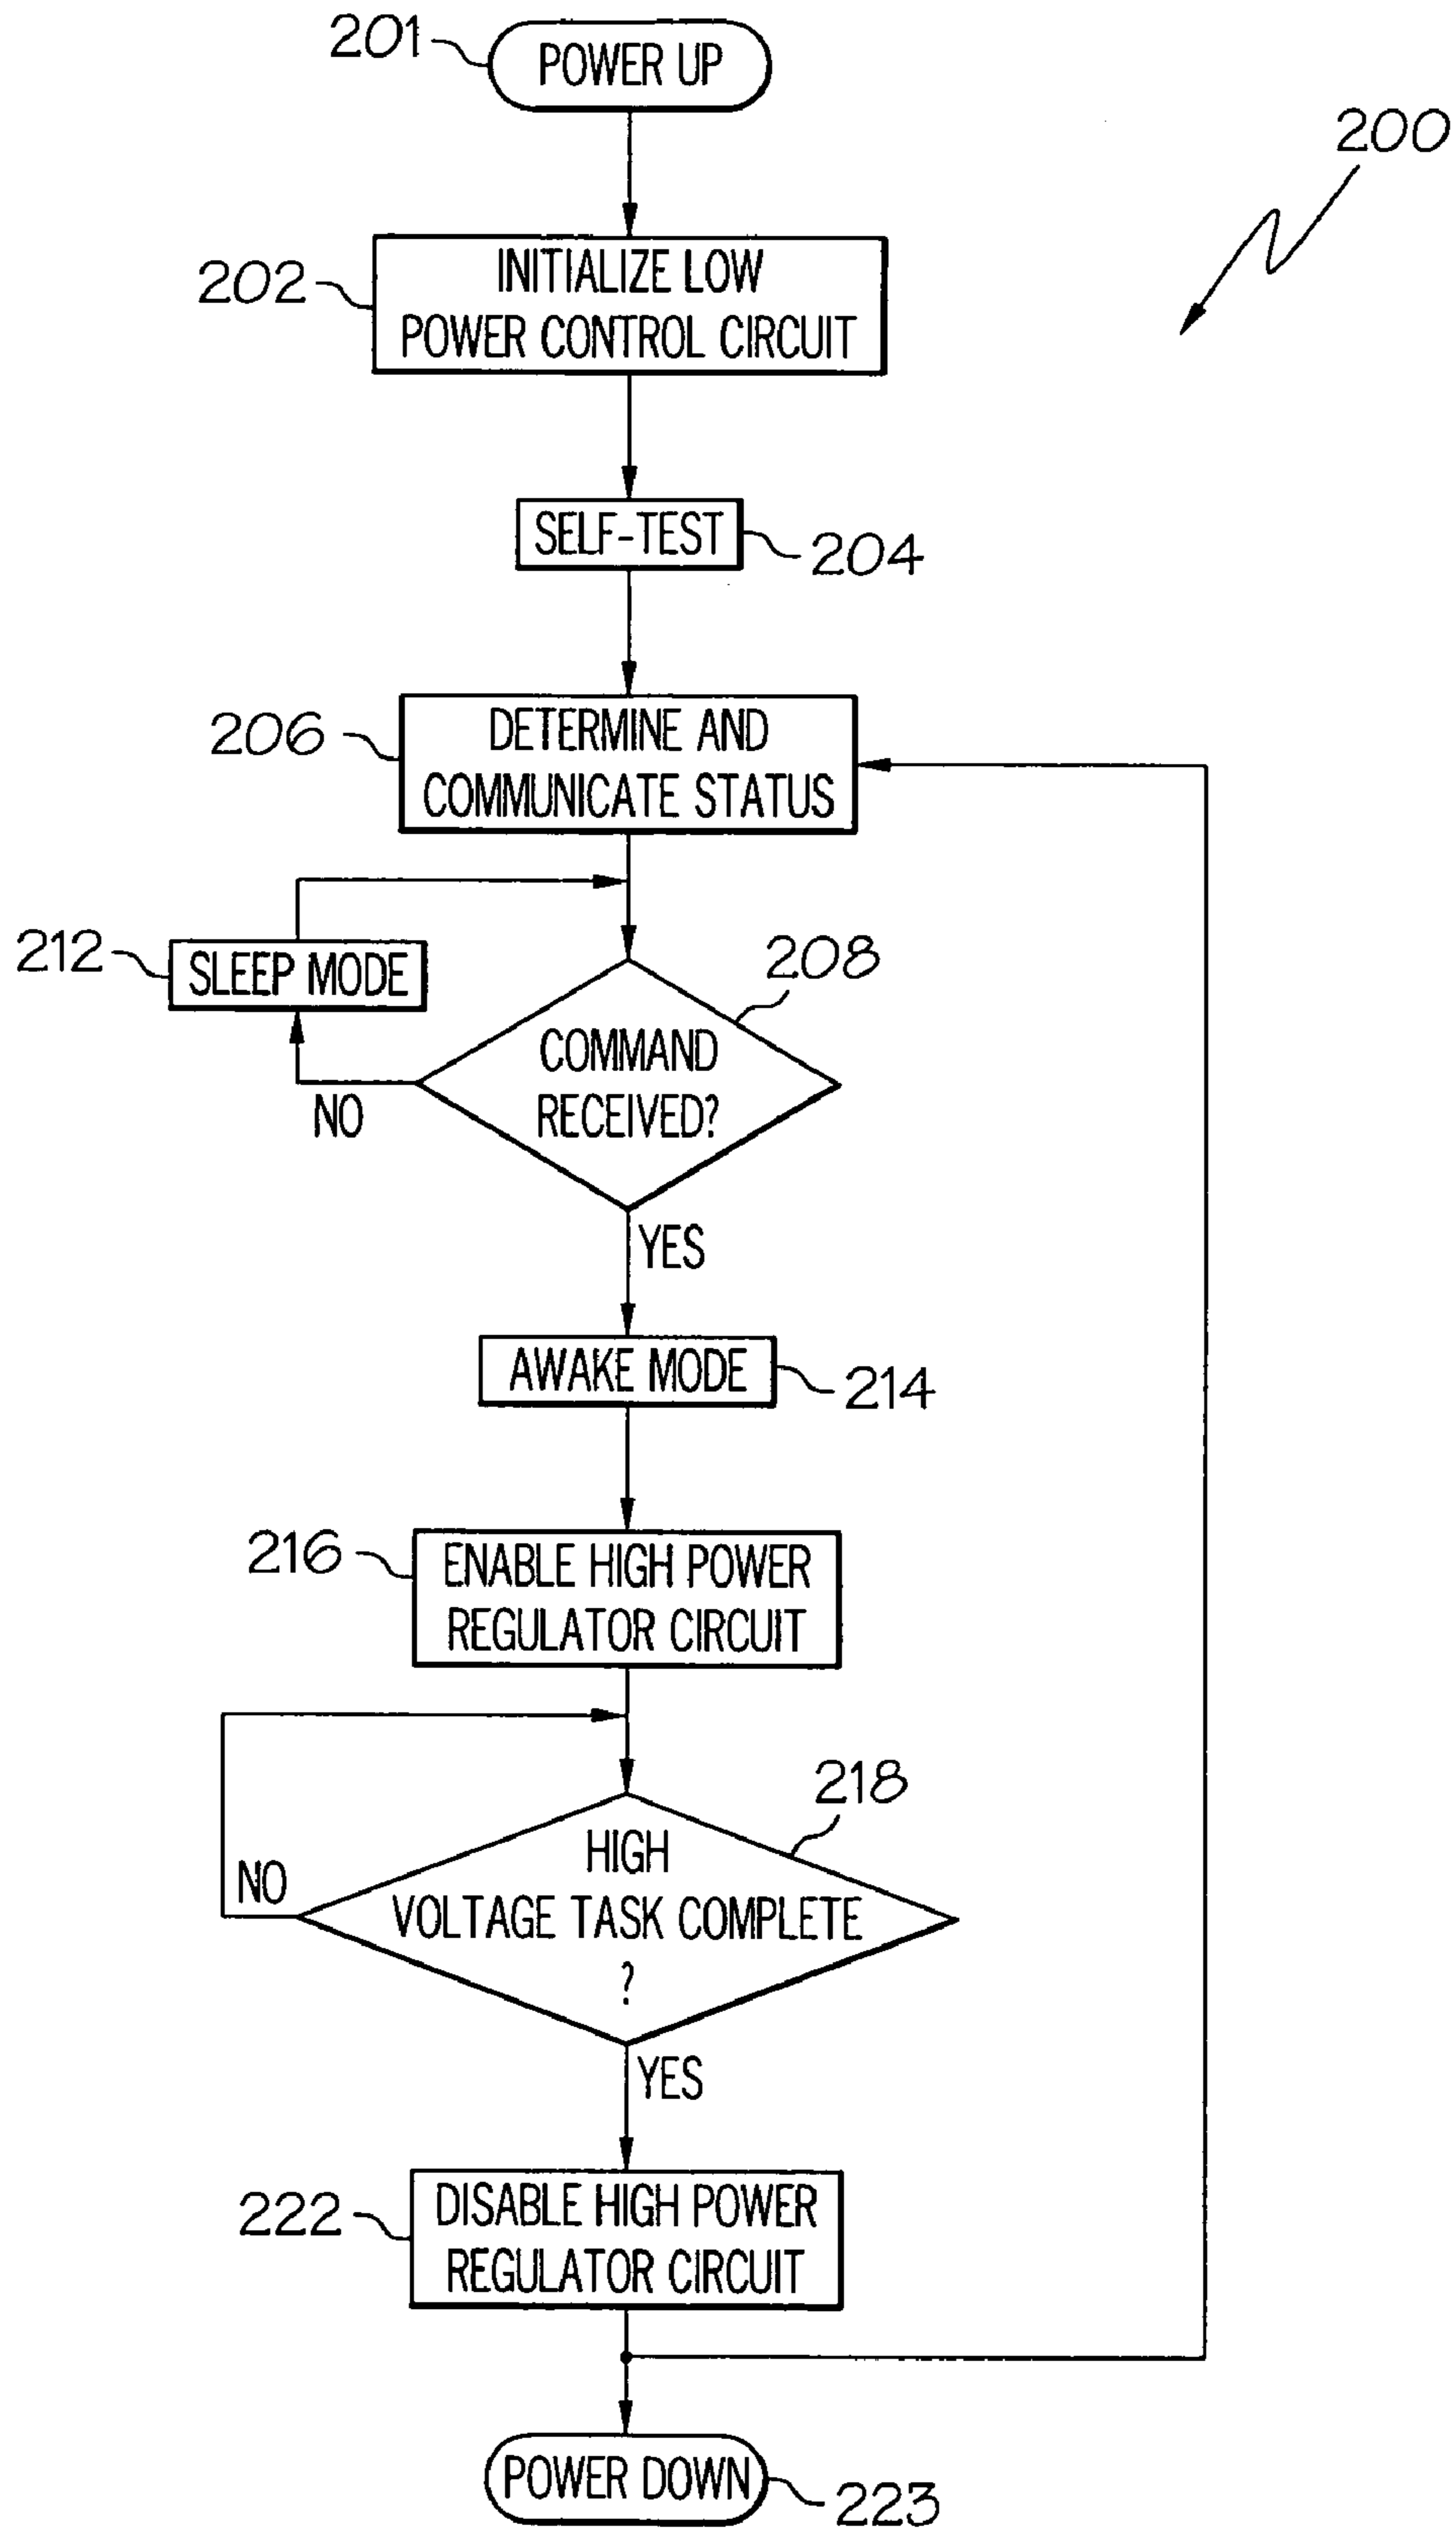 201
POWER UP
200
202
INITIALIZE LOW
POWER CONTROL CIRCUIT
SELF-TEST
204
206
DETERMINE AND
COMMUNICATE STATUS
212
SLEEP MODE
208
COMMAND
RECEIVED?
NO
YES
AWAKE MODE
214
216
ENABLE HIGH POWER
REGULATOR CIRCUIT
218
HIGH
VOLTAGE TASK COMPLETE
?
NO
YES
222
DISABLE HIGH POWER
REGULATOR CIRCUIT
POWER DOWN
223